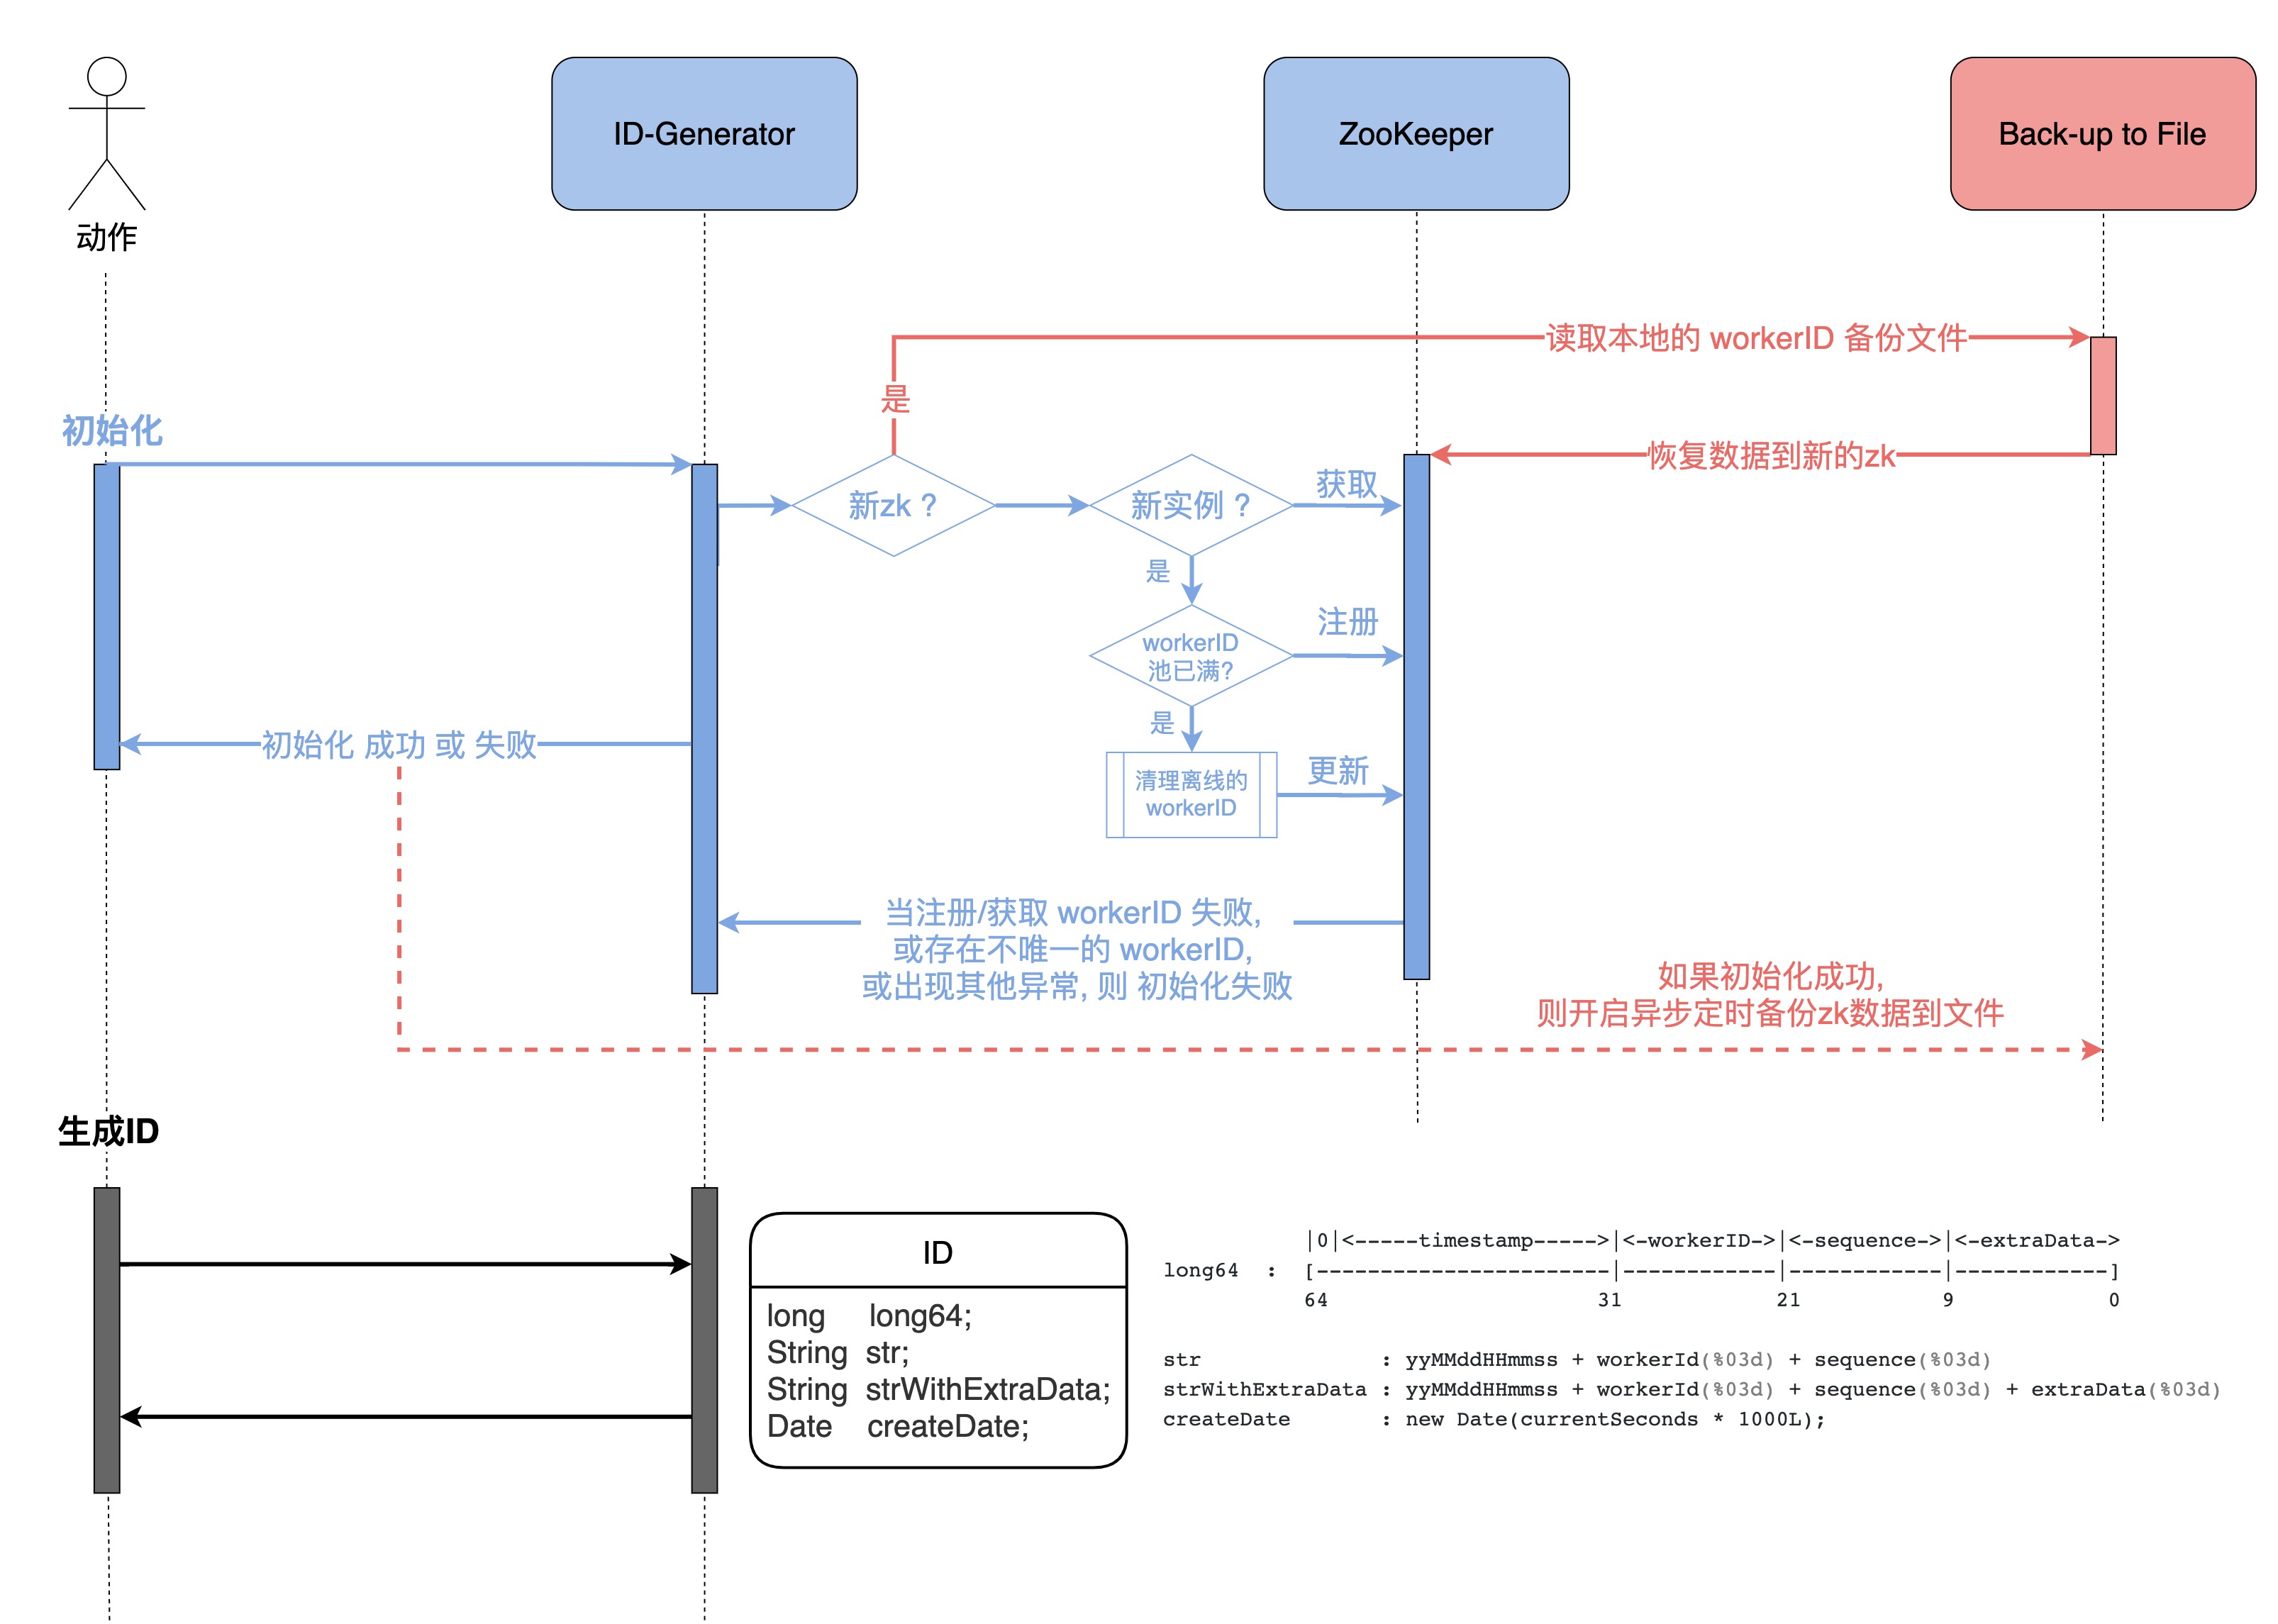 ID-Generator
ZooKeeper
Back-up to File
动作
读取本地的 workerID 备份文件
是
初始化
恢复数据到新的zk
新zk ?
新实例 ?
获取
是
workerID
池已满?
注册
是
初始化 成功 或 失败
清理离线的
workerID
更新
当注册/获取 workerID 失败,
或存在不唯一的 workerID,
或出现其他异常, 则 初始化失败
如果初始化成功,
则开启异步定时备份zk数据到文件
生成ID
ID
long long64;
String str;
String strWithExtraData;
Date createDate;
|0|<-----timestamp----->|<-workerID->|<-sequence->|<-extraData->
long64 : [-----------------------|------------|------------|------------]
64 31 21 9 0
str : yyMMddHHmmss + workerId(%03d) + sequence(%03d)
strWithExtraData : yyMMddHHmmss + workerId(%03d) + sequence(%03d) + extraData(%03d)
createDate : new Date(currentSeconds * 1000L);